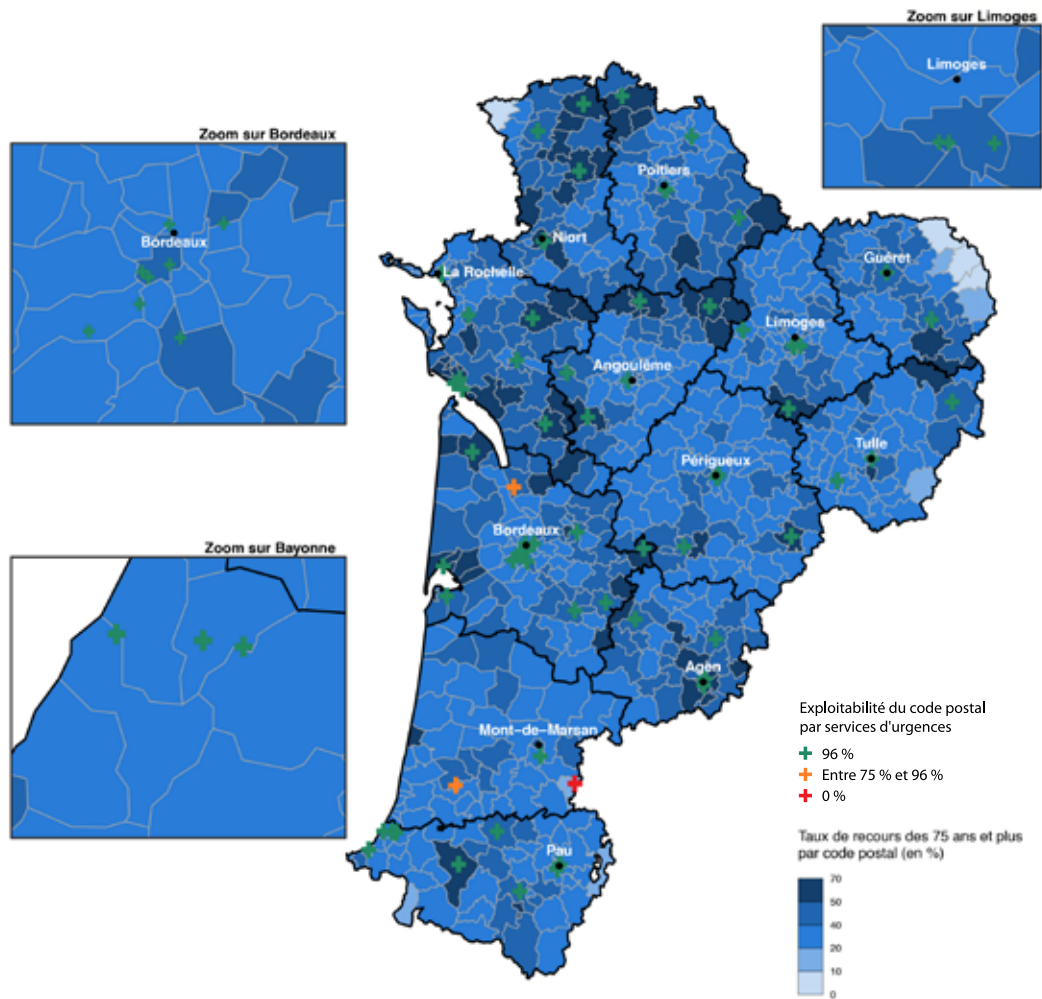 Zoom sur Limoges
Limoges
Zoom sur Bordeaux
Bordeaux
Poitiers
Niort
La Rochelle
Guéret
Limoges
Angoulême
Tulle
Périgueux
Bordeaux
Zoom sur Bayonne
Agen
Mont-de-Marsan
Pau
Exploitabilité du code postal
par services d'urgences
96 %
Entre 75 % et 96 %
0 %
Taux de recours des 75 ans et plus
par code postal (en %)
70
50
40
20
10
0